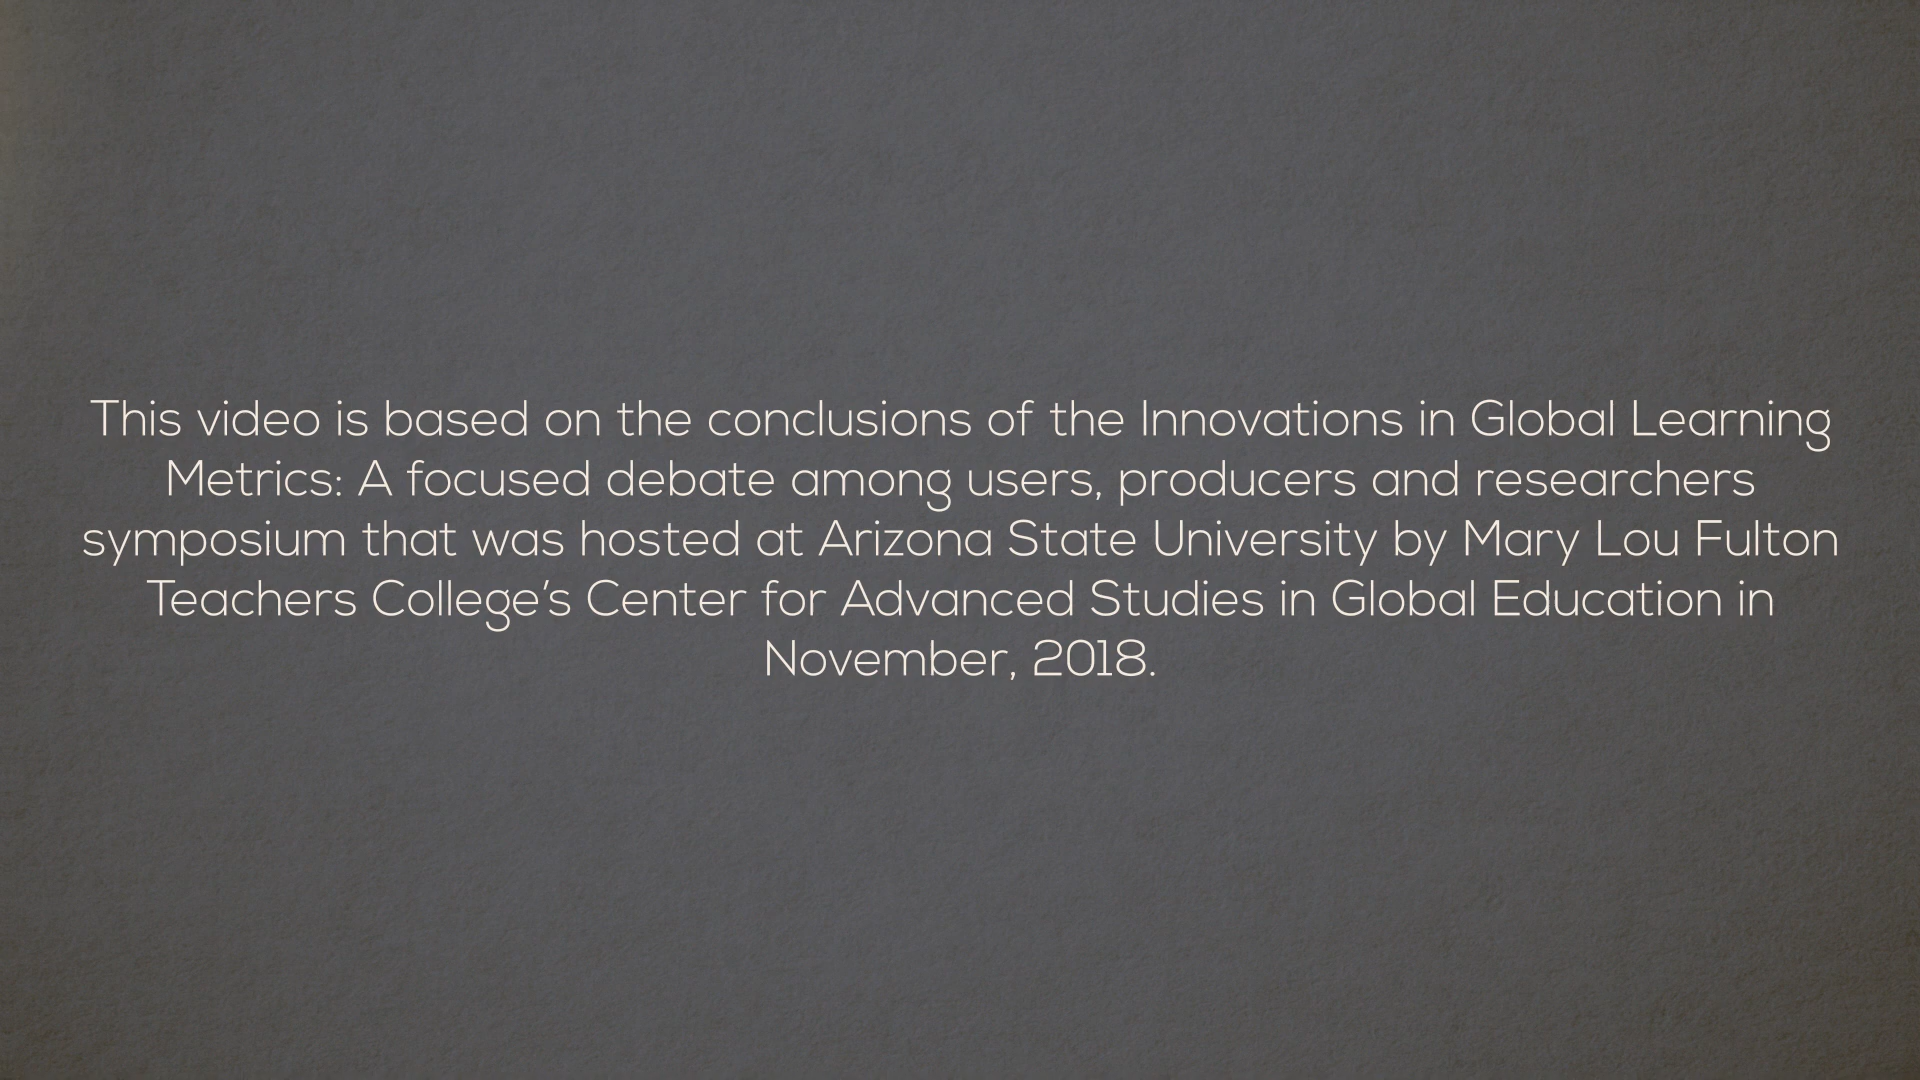 This video is based on the conclusions of the Innovations in Global Learning
Metrics: A focused debate among users, producers and researchers
symposium that was hosted at Arizona State University by Mary Lou Fulton
Teachers College’s Center for Advanced Studies in Global Education in
November, 2018.